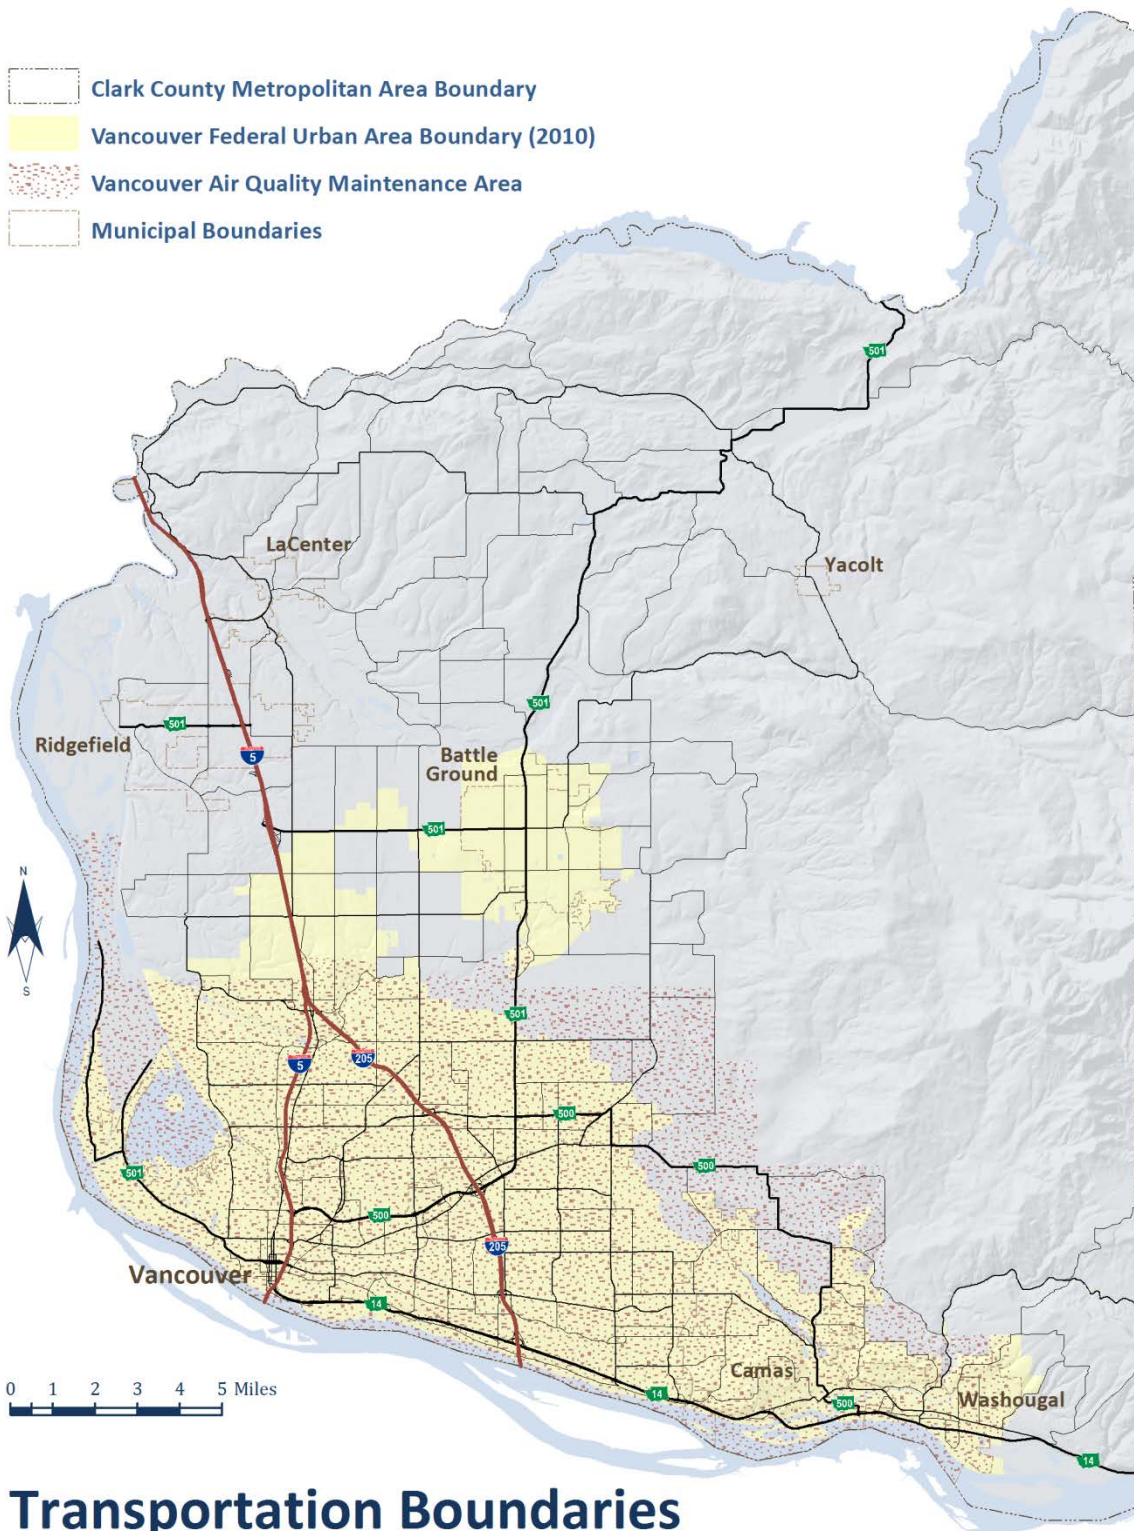 Clark County Metropolitan Area Boundary
Vancouver Federal Urban Area Boundary (2010)
Vancouver Air Quality Maintenance Area
Municipal Boundaries
501
LaCenter
Yacolt
501
501
Ridgefield
5
Battle
Ground
501
N
S
501
5
205
500
500
501
500
205
Vancouver
14
Camas
14
500
Washougal
0 1 2 3 4 5 Miles
14
Transportation Boundaries